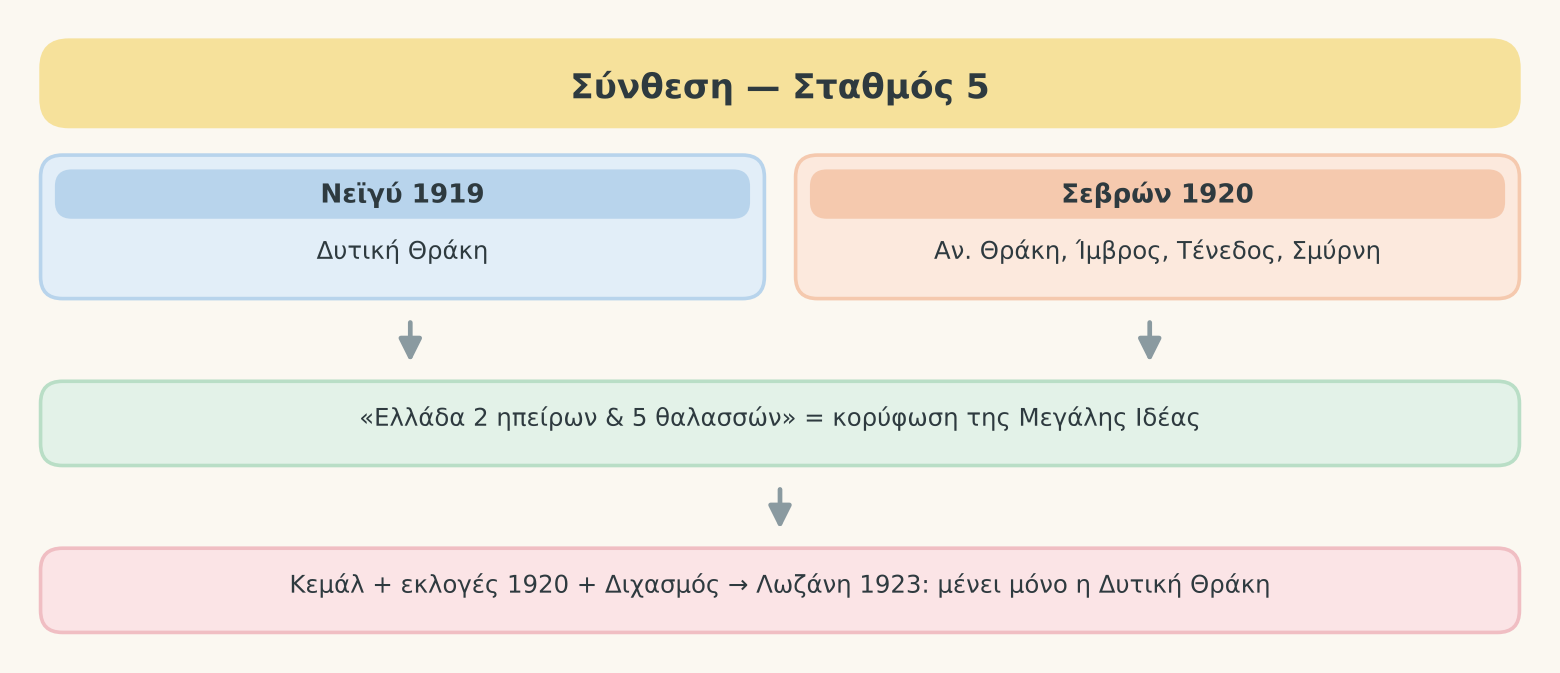 Σύνθεση — Σταθμός 5
Νεϊγύ 1919
Δυτική Θράκη
Σεβρών 1920
Αν. Θράκη, Ίμβρος, Τένεδος, Σμύρνη
«Ελλάδα 2 ηπείρων & 5 θαλασσών» = κορύφωση της Μεγάλης Ιδέας
Κεμάλ + εκλογές 1920 + Διχασμός → Λωζάνη 1923: μένει μόνο η Δυτική Θράκη